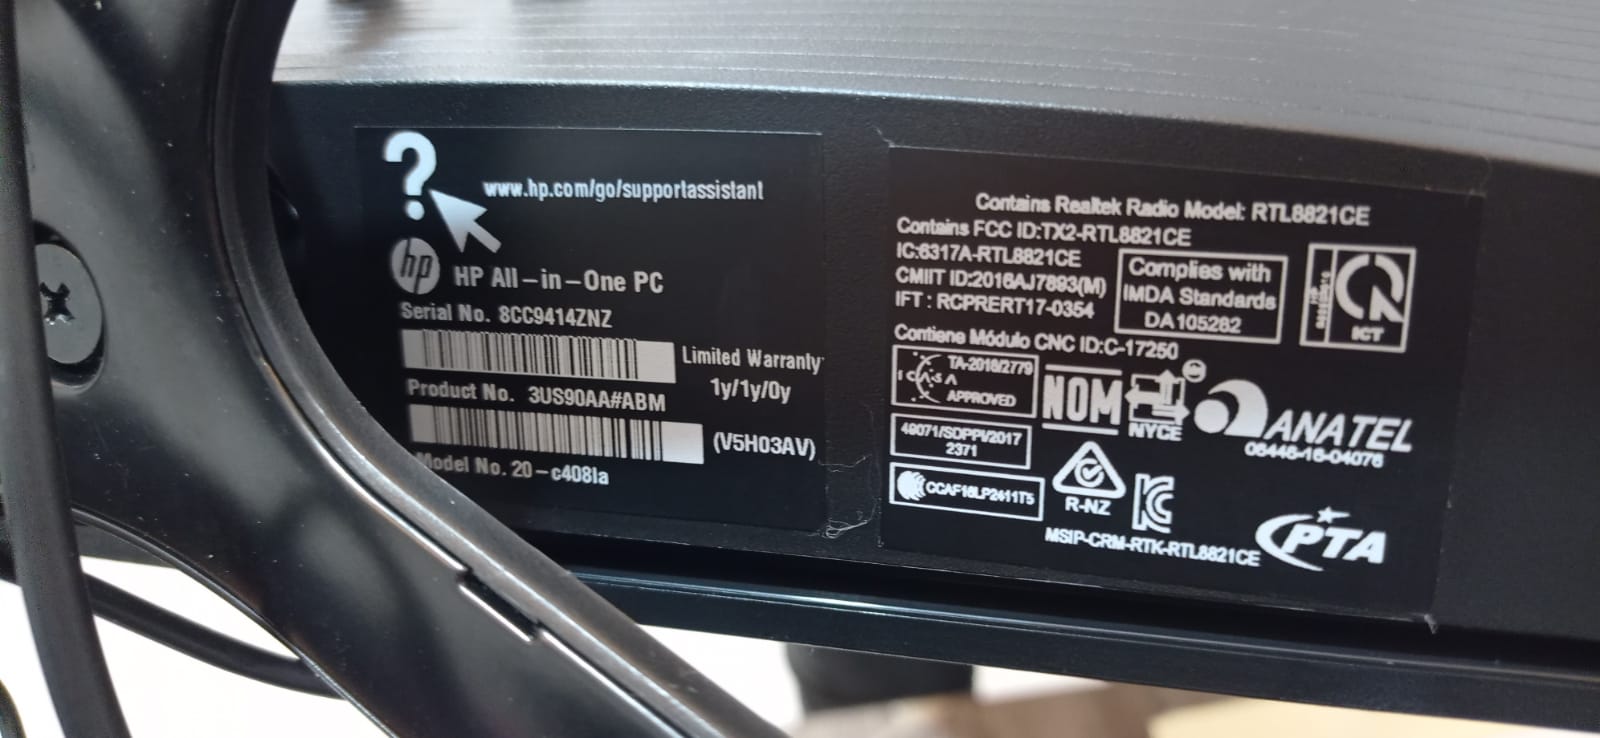 ?
www.hp.com/go/supportassistant
hp HP All-in-One PC
Serial No. 8CC9414ZNZ
Limited Warranty
1y/1y/0y
Product No. 3US90AA#ABM
(V5H03AV)
Model No. 20-c408la
Contains Realtek Radio Model: RTL8821CE
Contains FCC ID:TX2-RTL8821CE
IC:6317A-RTL8821CE
CMIIT ID:2016AJ7893(M)
IFT : RCPRERT17-0354
Complies with
IMDA Standards
DA105282
ICT
Contiene Módulo CNC ID:C-17250
ICASA TA-2016/2779
APPROVED
NOM
NYCE
ANATEL
06446-16-04076
49071/SDPPI/2017
2371
CCAF16LP2411T5
R-NZ
MSIP-CRM-RTK-RTL8821CE
PTA